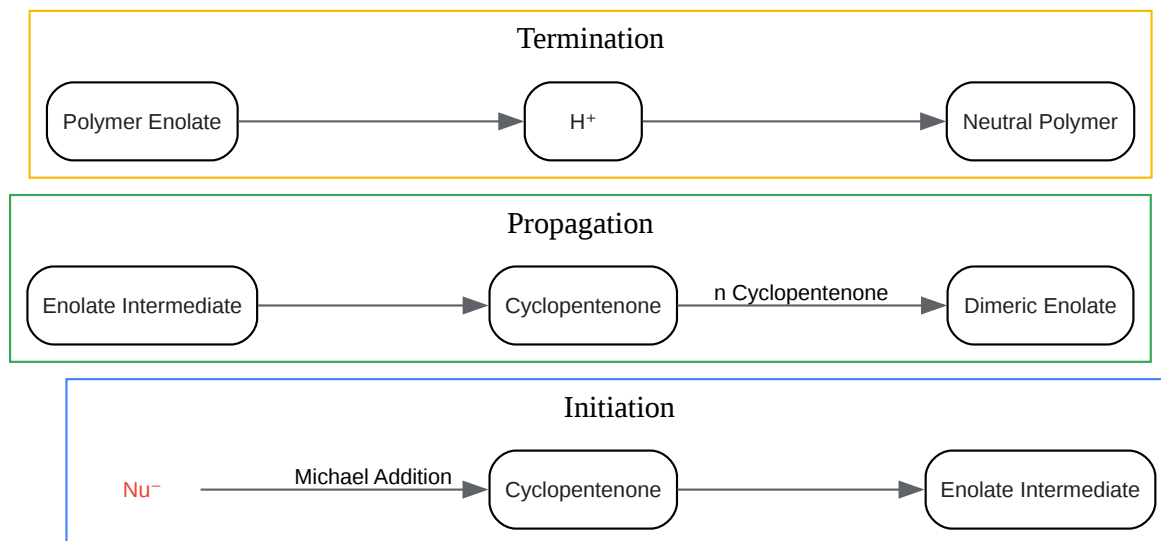 Termination
Polymer Enolate
H⁺
Neutral Polymer
Propagation
Enolate Intermediate
Cyclopentenone
n Cyclopentenone
Dimeric Enolate
Initiation
Nu⁻
Michael Addition
Cyclopentenone
Enolate Intermediate